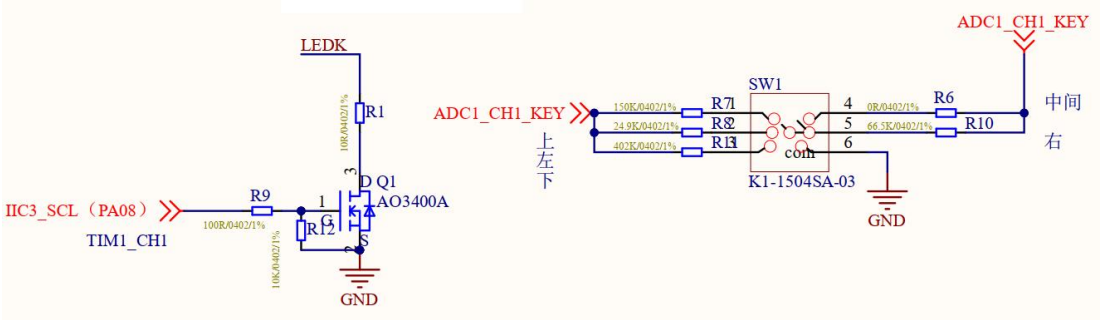 LEDK
10R/0402/1%
R1
3
D
Q1
AO3400A
1
G
S
2
R9
100R/0402/1%
IIC3_SCL（PA08）
TIM1_CH1
R12
10K/0402/1%
GND
ADC1_CH1_KEY
ADC1_CH1_KEY
SW1
150K/0402/1%
R7
1
24.9K/0402/1%
R8
2
402K/0402/1%
R11
3
上
左
下
4
0R/0402/1%
R6
中间
5
66.5K/0402/1%
R10
右
6
com
K1-1504SA-03
GND